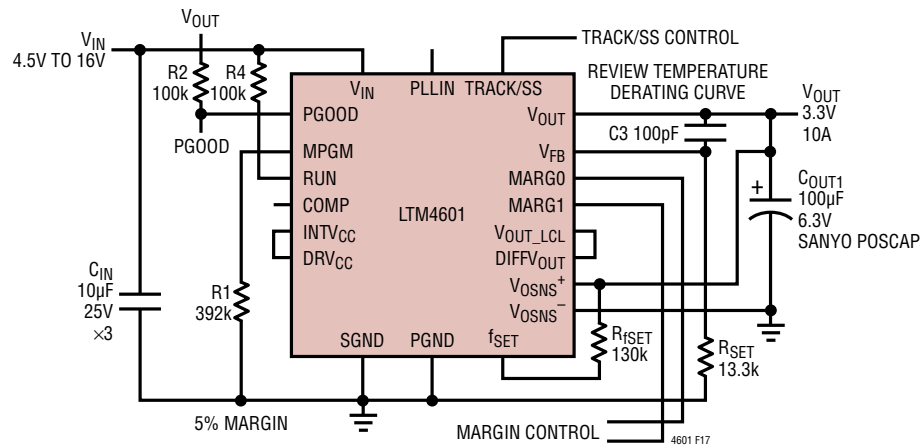 VOUT
VIN
4.5V TO 16V
R2
100k
R4
100k
PGOOD
TRACK/SS CONTROL
REVIEW TEMPERATURE
DERATING CURVE
VIN
PLLIN
TRACK/SS
PGOOD
MPGM
RUN
COMP
INTVCC
DRVCC
LTM4601
VOUT
VFB
MARG0
MARG1
VOUT_LCL
DIFFVOUT
VOSNS+
VOSNS–
SGND
PGND
fSET
C3 100pF
VOUT
3.3V
10A
+
COUT1
100µF
6.3V
SANYO POSCAP
CIN
10µF
25V
×3
R1
392k
RfSET
130k
RSET
13.3k
5% MARGIN
MARGIN CONTROL
4601 F17